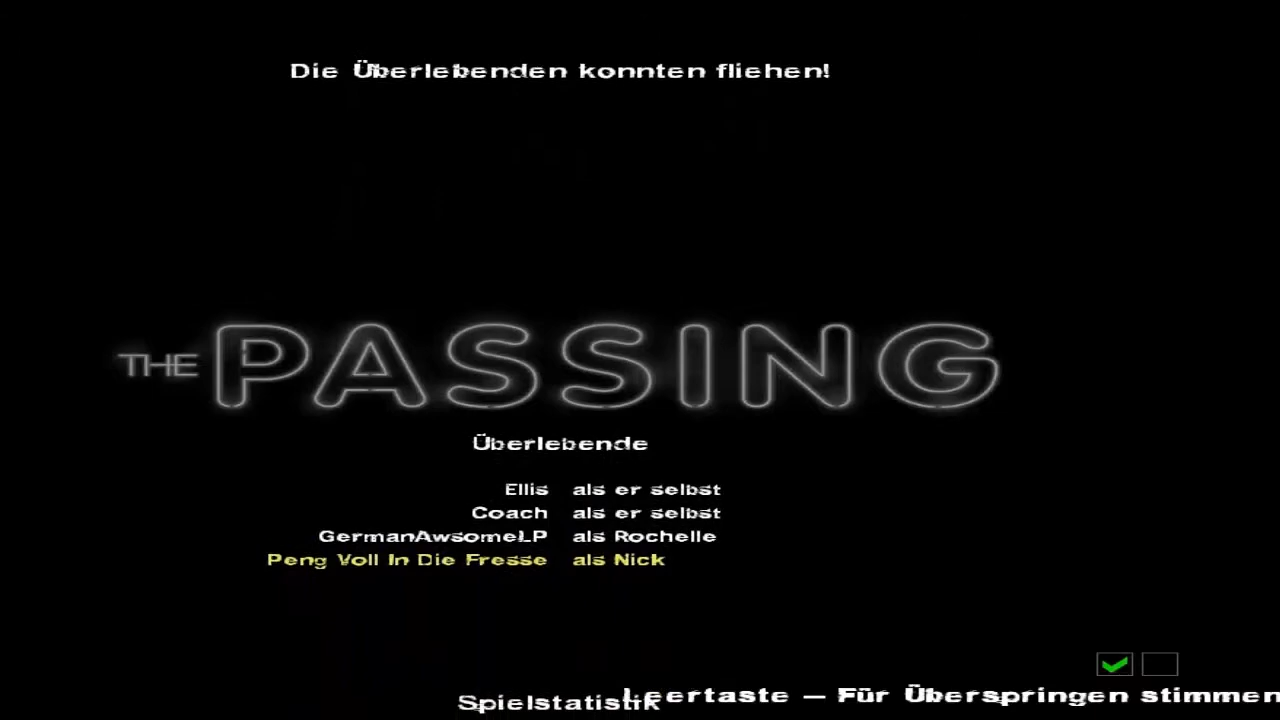 Die Überlebenden konnten fliehen!
THE PASSING
Überlebende
Ellis als er selbst
Coach als er selbst
GermanAwsomeLP als Rochelle
Peng Voll In Die Fresse als Nick
Spielstatistik
Leertaste – Für Überspringen stimmen